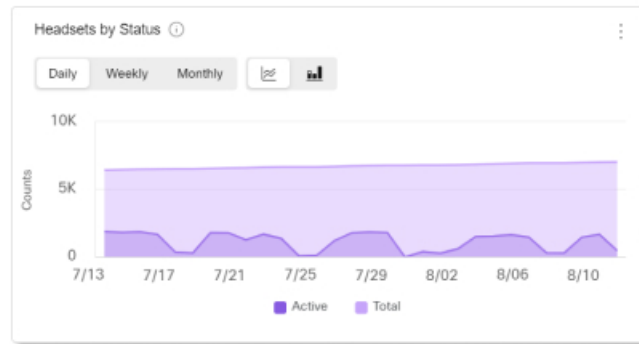 Headsets by Status
Daily Weekly Monthly
10K
5K
0
Counts
7/13 7/17 7/21 7/25 7/29 8/02 8/06 8/10
Active Total